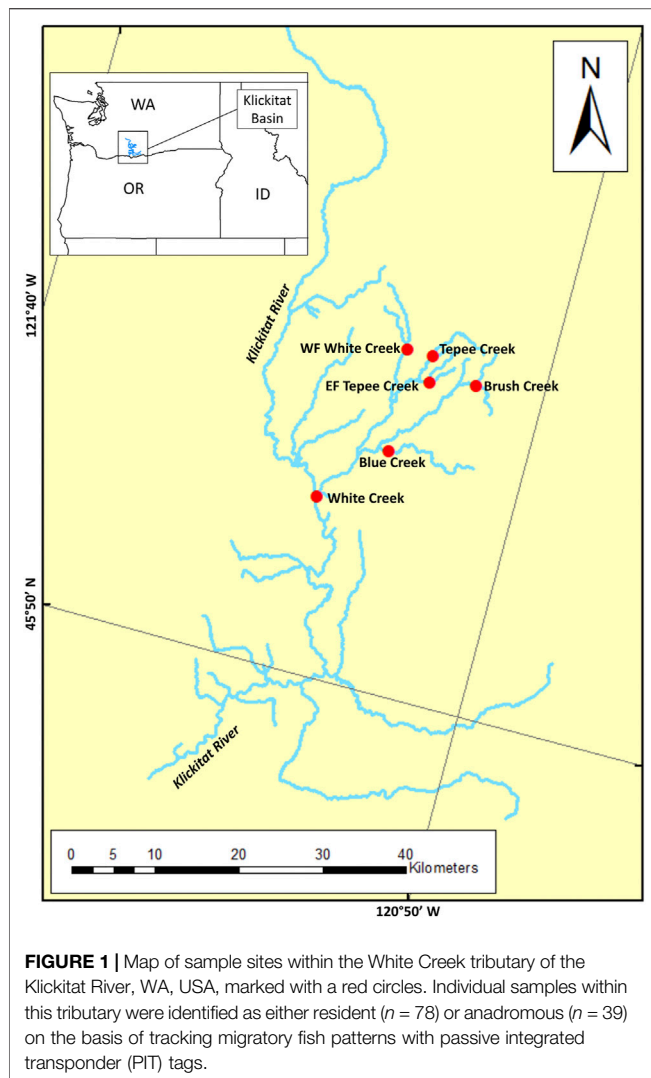 N
WA
Klickitat
Basin
OR
ID
121°40' W
Klickitat River
WF White Creek
Tepee Creek
EF Tepee Creek
Brush Creek
Blue Creek
White Creek
45°50' N
Klickitat River
0 5 10 20 30 40
Kilometers
120°50' W
FIGURE 1 | Map of sample sites within the White Creek tributary of the
Klickitat River, WA, USA, marked with a red circles. Individual samples within
this tributary were identified as either resident (n = 78) or anadromous (n = 39)
on the basis of tracking migratory fish patterns with passive integrated
transponder (PIT) tags.